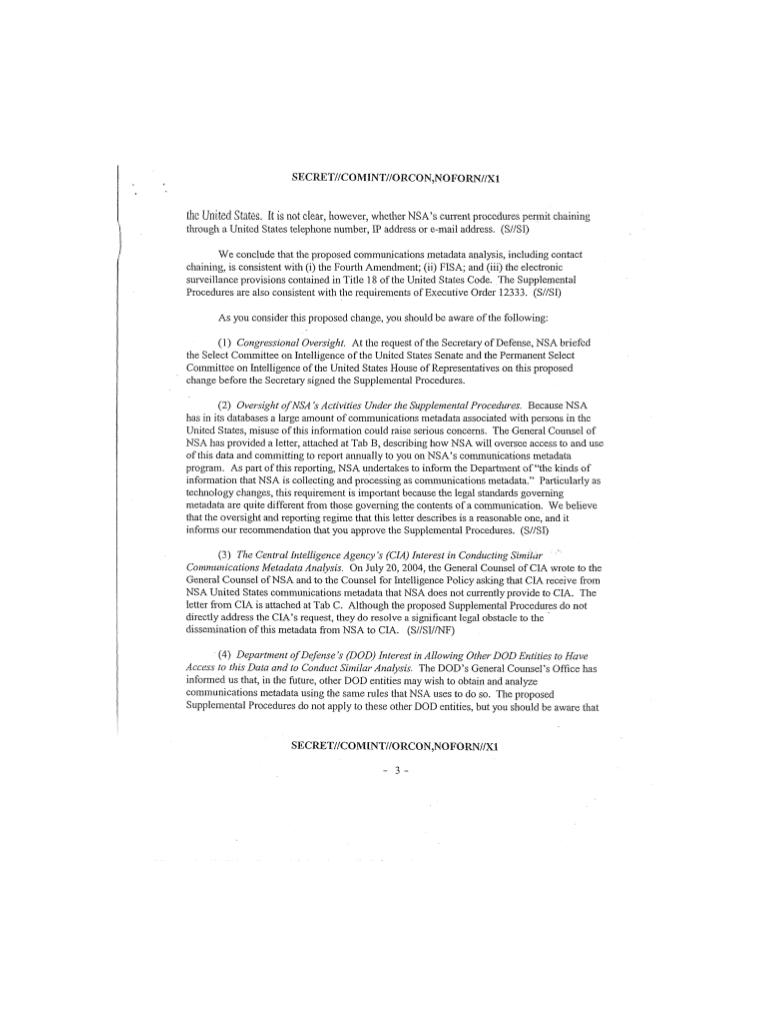 SECRET//COMINT//ORCON,NOFORN//X1
the United States. It is not clear, however, whether NSA's current procedures permit chaining
through a United States telephone number, IP address or e-mail address. (S//SI)
We conclude that the proposed communications metadata analysis, including contact
chaining, is consistent with (i) the Fourth Amendment; (ii) FISA; and (iii) the electronic
surveillance provisions contained in Title 18 of the United States Code. The Supplemental
Procedures are also consistent with the requirements of Executive Order 12333. (S//SI)
As you consider this proposed change, you should be aware of the following:
(1) Congressional Oversight. At the request of the Secretary of Defense, NSA briefed
the Select Committee on Intelligence of the United States Senate and the Permanent Select
Committee on Intelligence of the United States House of Representatives on this proposed
change before the Secretary signed the Supplemental Procedures.
(2) Oversight of NSA's Activities Under the Supplemental Procedures. Because NSA
has in its databases a large amount of communications metadata associated with persons in the
United States, misuse of this information could raise serious concerns. The General Counsel of
NSA has provided a letter, attached at Tab B, describing how NSA will oversee access to and use
of this data and committing to report annually to you on NSA's communications metadata
program. As part of this reporting, NSA undertakes to inform the Department of "the kinds of
information that NSA is collecting and processing as communications metadata." Particularly as
technology changes, this requirement is important because the legal standards governing
metadata are quite different from those governing the contents of a communication. We believe
that the oversight and reporting regime that this letter describes is a reasonable one, and it
informs our recommendation that you approve the Supplemental Procedures. (S//SI)
(3) The Central Intelligence Agency's (CIA) Interest in Conducting Similar
Communications Metadata Analysis. On July 20, 2004, the General Counsel of CIA wrote to the
General Counsel of NSA and to the Counsel for Intelligence Policy asking that CIA receive from
NSA United States communications metadata that NSA does not currently provide to CIA. The
letter from CIA is attached at Tab C. Although the proposed Supplemental Procedures do not
directly address the CIA's request, they do resolve a significant legal obstacle to the
dissemination of this metadata from NSA to CIA. (S//SI//NF)
(4) Department of Defense's (DOD) Interest in Allowing Other DOD Entities to Have
Access to this Data and to Conduct Similar Analysis. The DOD's General Counsel's Office has
informed us that, in the future, other DOD entities may wish to obtain and analyze
communications metadata using the same rules that NSA uses to do so. The proposed
Supplemental Procedures do not apply to these other DOD entities, but you should be aware that
SECRET//COMINT//ORCON,NOFORN//X1
- 3 -